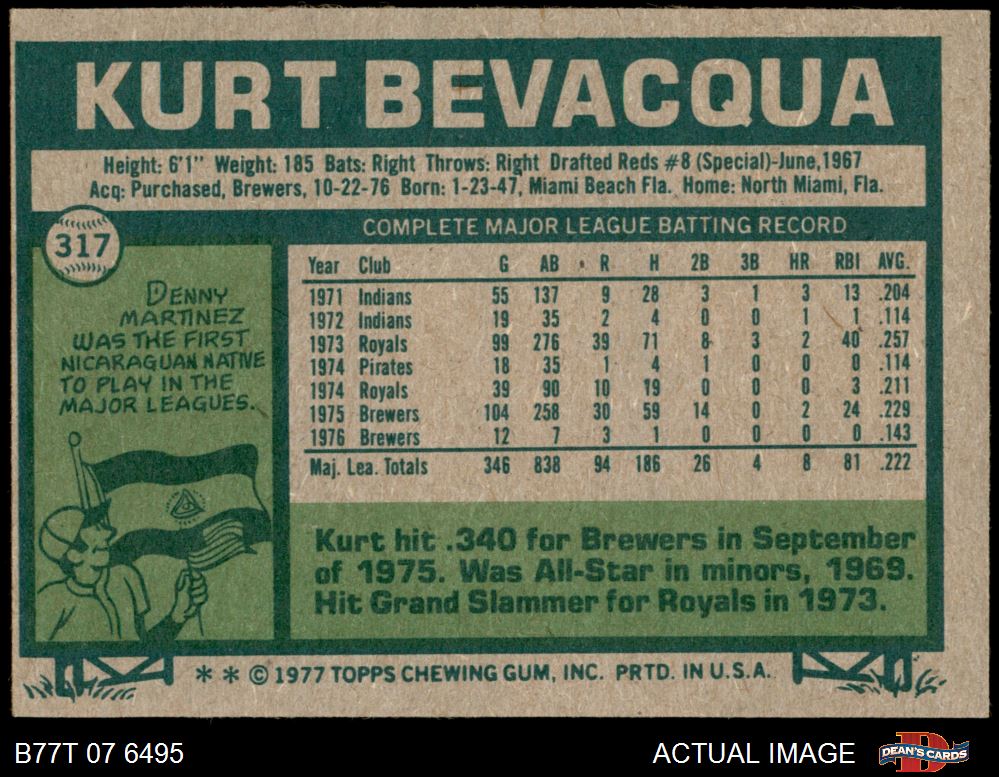 KURT BEVACQUA
Height: 6'1" Weight: 185 Bats: Right Throws: Right Drafted Reds #8 (Special)-June,1967
Acq: Purchased, Brewers, 10-22-76 Born: 1-23-47, Miami Beach Fla. Home: North Miami, Fla.
317
DENNY
MARTINEZ
WAS THE FIRST
NICARAGUAN NATIVE
TO PLAY IN THE
MAJOR LEAGUES.
COMPLETE MAJOR LEAGUE BATTING RECORD
Year Club G AB R H 2B 3B HR RBI AVG.
1971 Indians 55 137 9 28 3 1 3 13 .204
1972 Indians 19 35 2 4 0 0 1 1 .114
1973 Royals 99 276 39 71 8 3 2 40 .257
1974 Pirates 18 35 1 4 1 0 0 0 .114
1974 Royals 39 90 10 19 0 0 0 3 .211
1975 Brewers 104 258 30 59 14 0 2 24 .229
1976 Brewers 12 7 3 1 0 0 0 0 .143
Maj. Lea. Totals 346 838 94 186 26 4 8 81 .222
Kurt hit .340 for Brewers in September
of 1975. Was All-Star in minors, 1969.
Hit Grand Slammer for Royals in 1973.
* * © 1977 TOPPS CHEWING GUM, INC. PRTD. IN U.S.A.
B77T 07 6495
ACTUAL IMAGE
DEAN'S CARDS